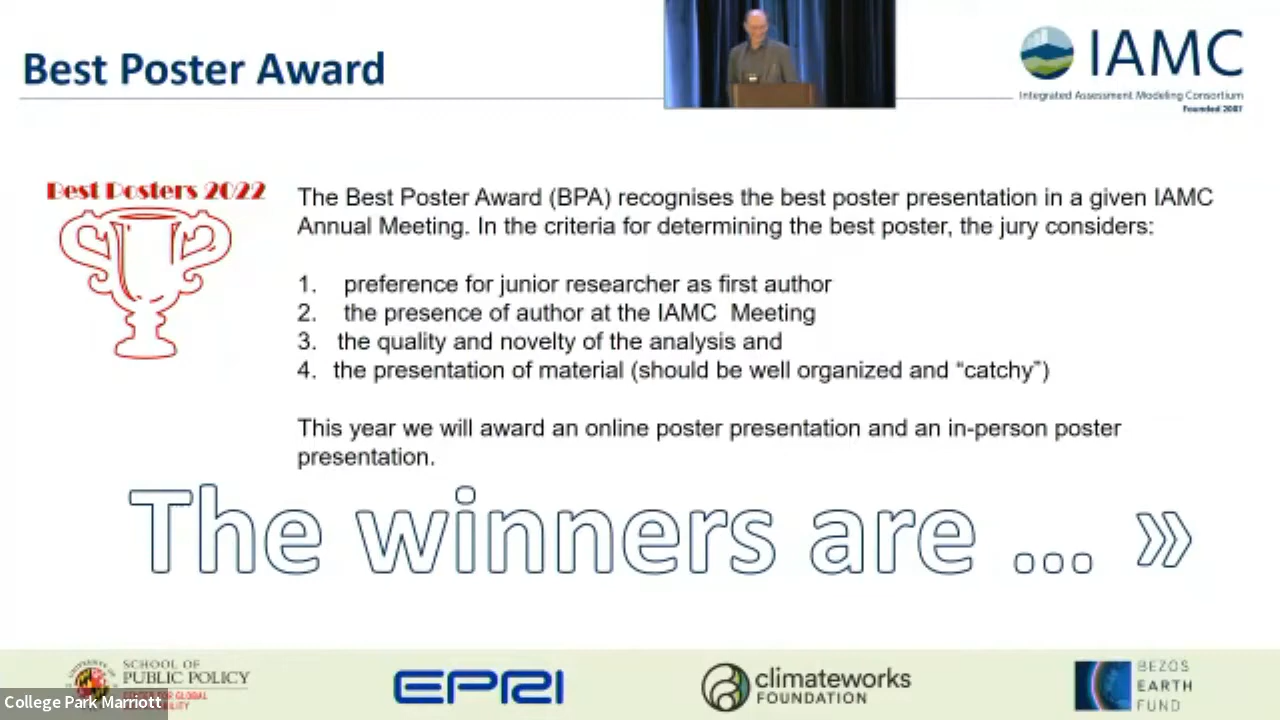 Best Poster Award
IAMC
Integrated Assessment Modeling Consortium
Founded 2007
Best Posters 2022
The Best Poster Award (BPA) recognises the best poster presentation in a given IAMC
Annual Meeting. In the criteria for determining the best poster, the jury considers:
1. preference for junior researcher as first author
2. the presence of author at the IAMC Meeting
3. the quality and novelty of the analysis and
4. the presentation of material (should be well organized and “catchy”)
This year we will award an online poster presentation and an in-person poster
presentation.
The winners are ... »
SCHOOL OF
PUBLIC POLICY
CENTER FOR GLOBAL
EPRI
climateworks
FOUNDATION
BEZOS
EARTH
FUND
College Park Marriott